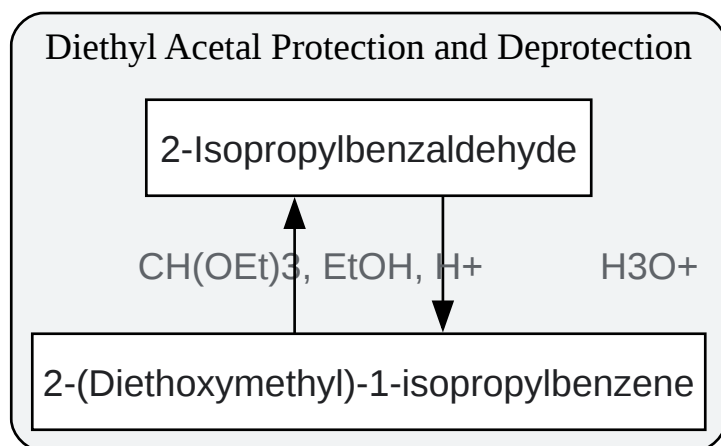 Diethyl Acetal Protection and Deprotection
2-Isopropylbenzaldehyde
CH(OEt)3, EtOH, H+
H3O+
2-(Diethoxymethyl)-1-isopropylbenzene